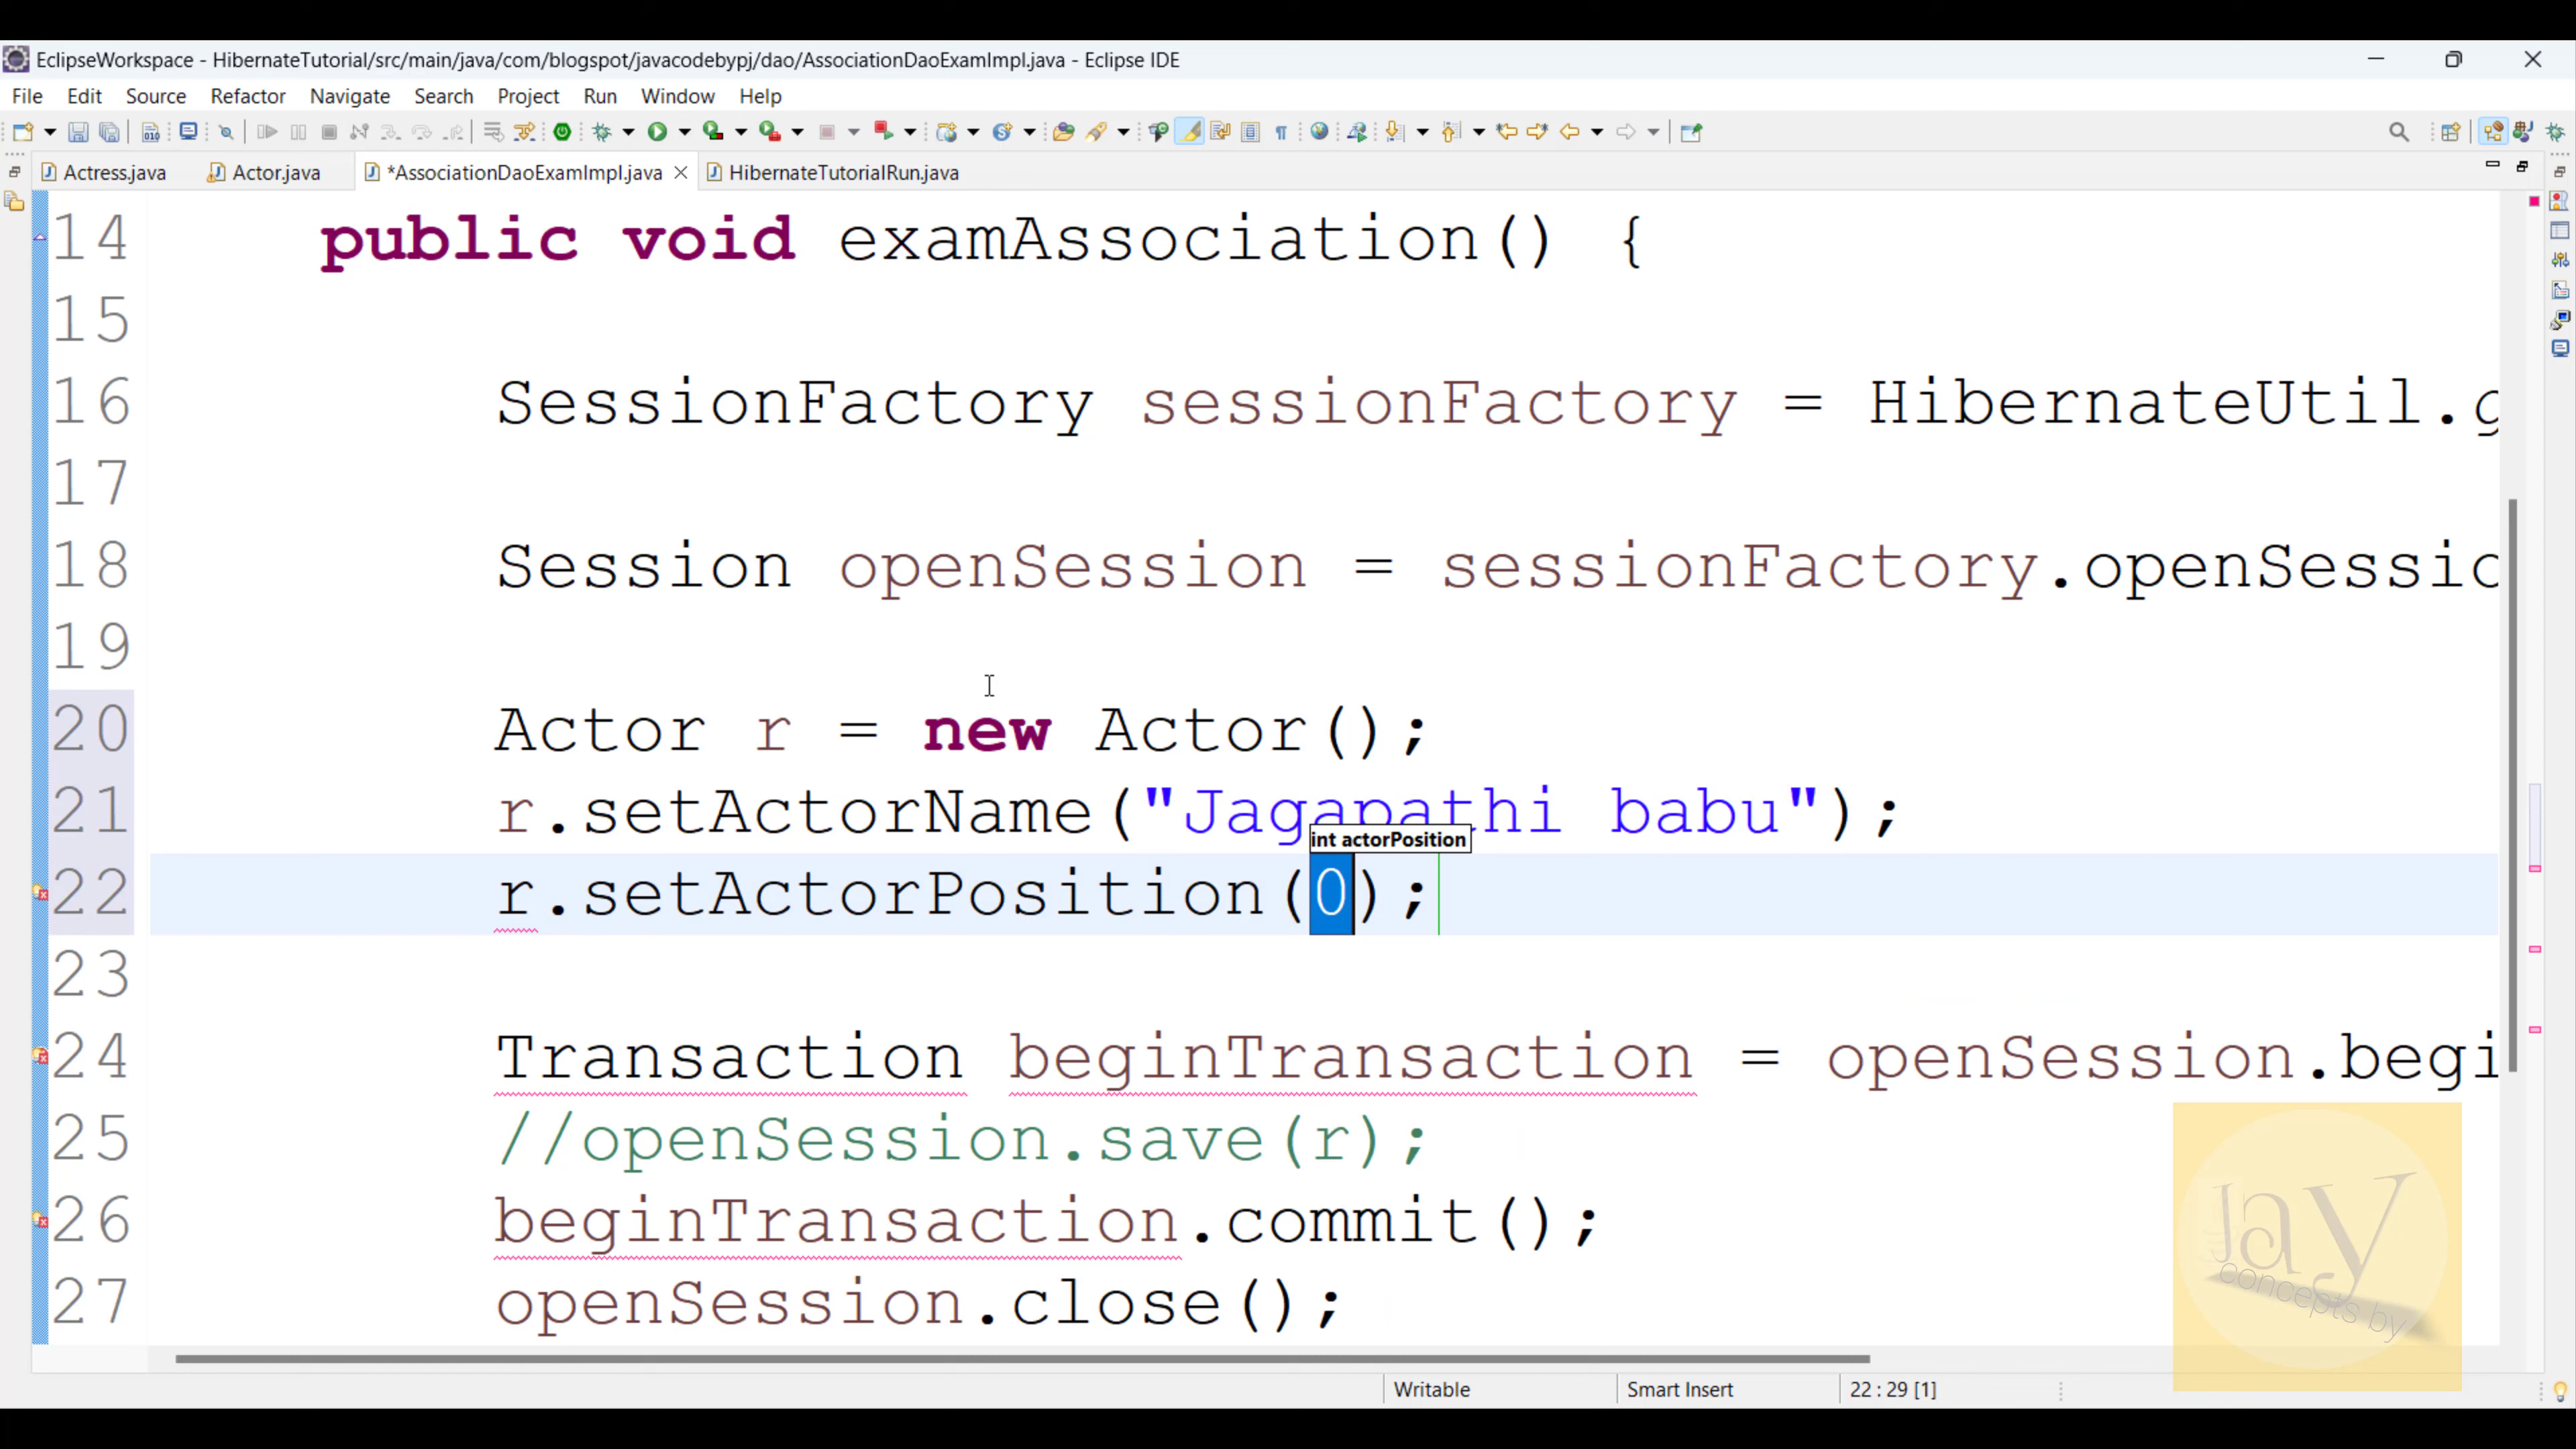 EclipseWorkspace - HibernateTutorial/src/main/java/com/blogspot/javacodebypj/dao/AssociationDaoExamImpl.java - Eclipse IDE
File Edit Source Refactor Navigate Search Project Run Window Help
Actress.java Actor.java *AssociationDaoExamImpl.java HibernateTutorialRun.java
14 public void examAssociation() {
15
16 SessionFactory sessionFactory = HibernateUtil.g
17
18 Session openSession = sessionFactory.openSessio
19
20 Actor r = new Actor();
21 r.setActorName("Jagapathi babu");
int actorPosition
22 r.setActorPosition(0);
23
24 Transaction beginTransaction = openSession.begi
25 //openSession.save(r);
26 beginTransaction.commit();
27 openSession.close();
Jay
concepts by
Writable Smart Insert 22 : 29 [1]